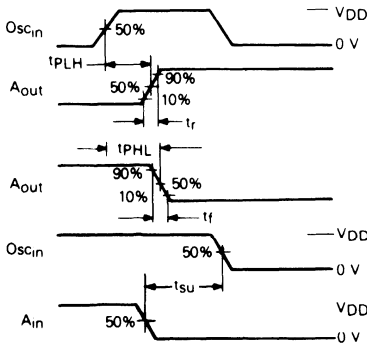 Osc_in 50% V_DD
0 V
t_PLH
A_out 50% 90%
10%
t_r
t_PHL
A_out 90% 50%
10%
t_f
Osc_in 50% V_DD
0 V
t_su
A_in 50% V_DD
0 V